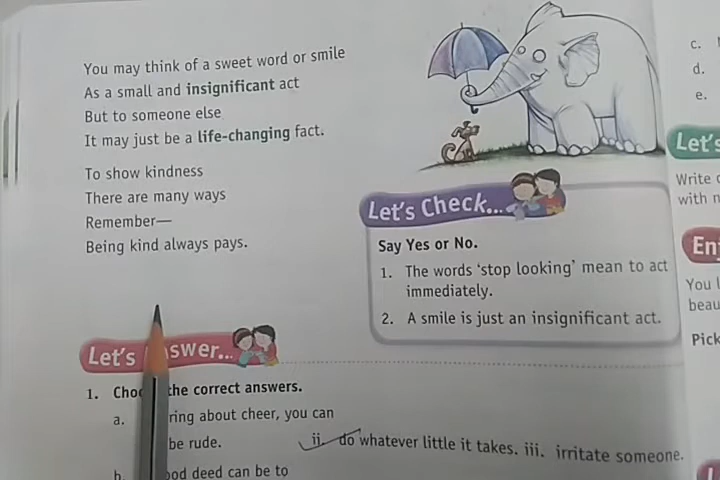 You may think of a sweet word or smile
As a small and insignificant act
But to someone else
It may just be a life-changing fact.
To show kindness
There are many ways
Remember—
Being kind always pays.
Let's Check...
Say Yes or No.
1. The words 'stop looking' mean to act
immediately.
2. A smile is just an insignificant act.
Let's
1. the correct answers.
a. about cheer, you can
be rude. ii. do whatever little it takes. iii. irritate someone.
b. deed can be to
c.
d.
e.
Let's
Write
with
You
Pick